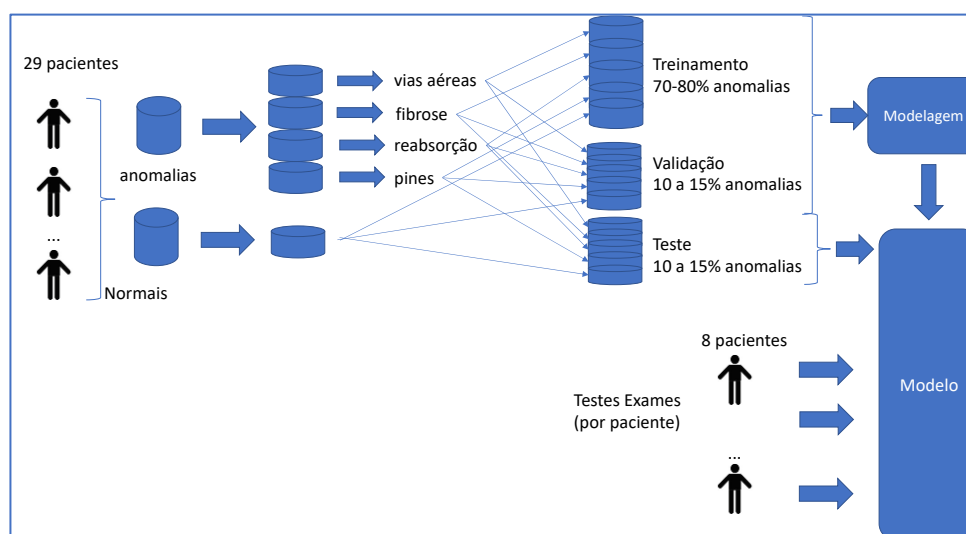 29 pacientes
anomalias
...
Normais
vias aéreas
fibrose
reabsorção
pines
Treinamento
70-80% anomalias
Validação
10 a 15% anomalias
Teste
10 a 15% anomalias
Modelagem
8 pacientes
Testes Exames
(por paciente)
...
Modelo